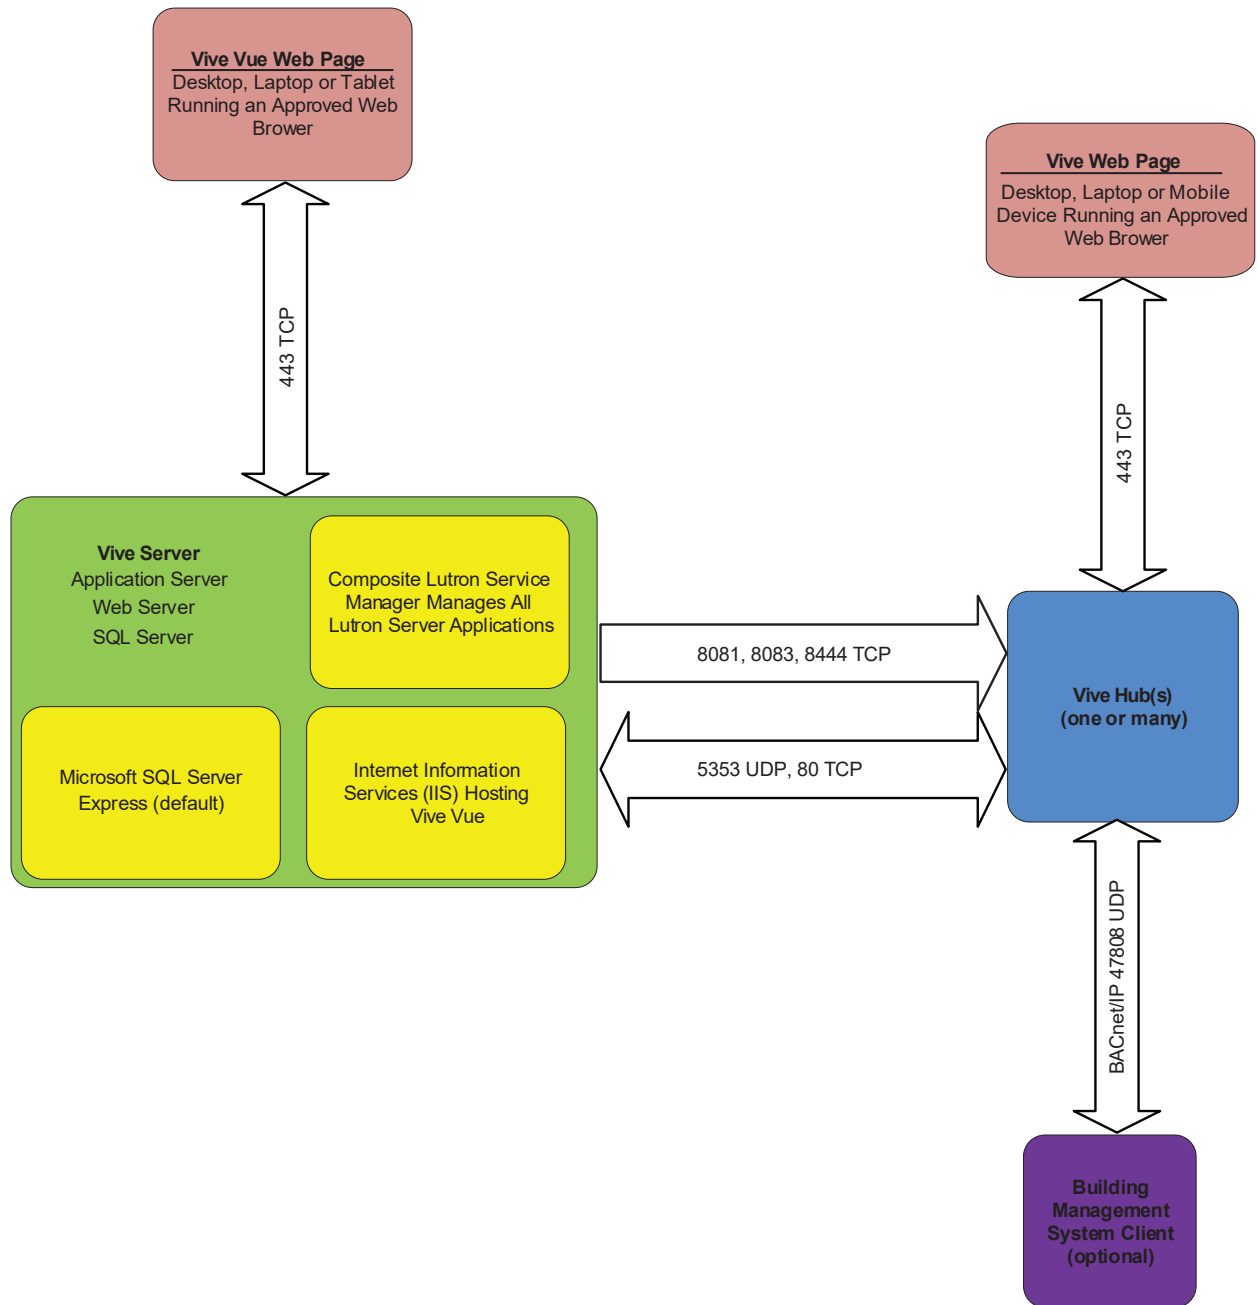 Vive Vue Web Page
Desktop, Laptop or Tablet
Running an Approved Web
Brower
Vive Web Page
Desktop, Laptop or Mobile
Device Running an Approved
Web Brower
443 TCP
443 TCP
Vive Server
Application Server
Web Server
SQL Server
Composite Lutron Service
Manager Manages All
Lutron Server Applications
Microsoft SQL Server
Express (default)
Internet Information
Services (IIS) Hosting
Vive Vue
8081, 8083, 8444 TCP
5353 UDP, 80 TCP
Vive Hub(s)
(one or many)
BACnet/IP 47808 UDP
Building
Management
System Client
(optional)